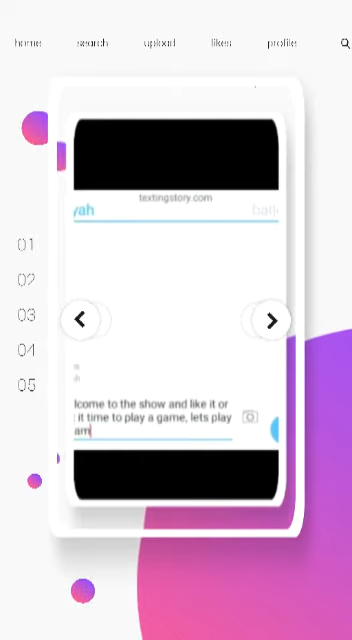 home search upload likes profile
textingstory.com
yah
01
02
03
04
05
lcome to the show and like it or
it time to play a game, lets play
am